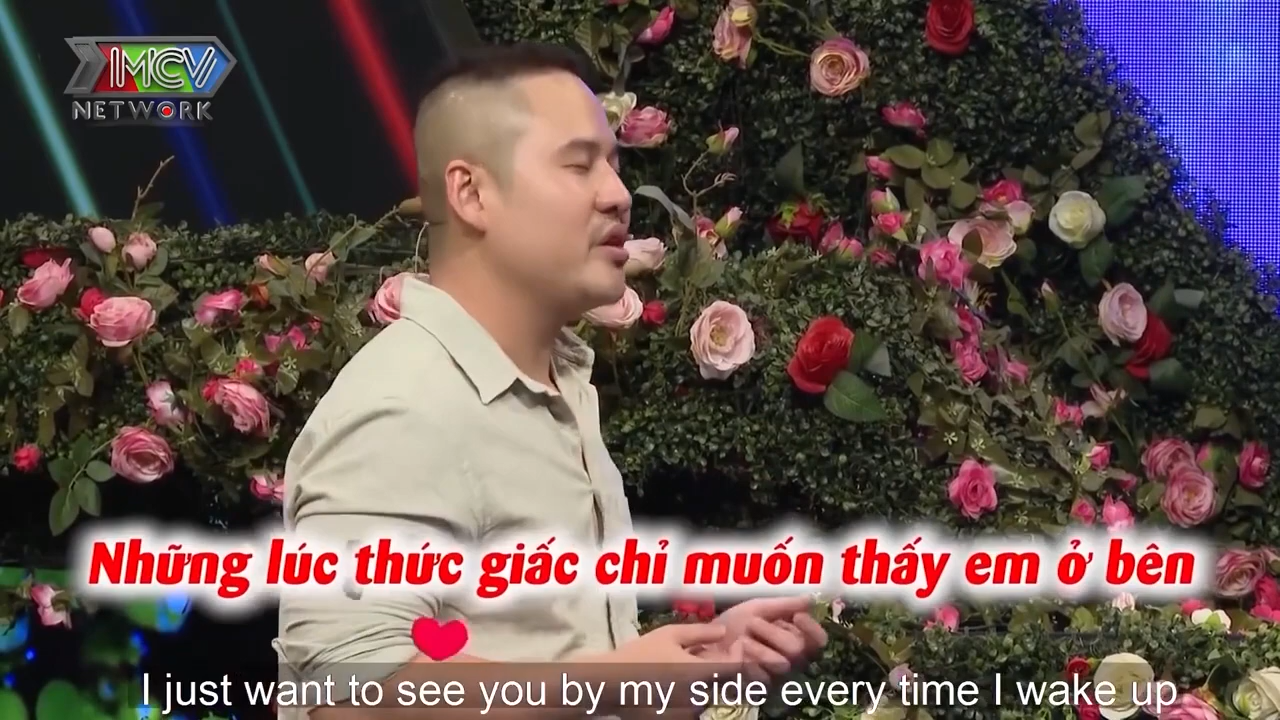 MCV
NETWORK
Những lúc thức giấc chỉ muốn thấy em ở bên
I just want to see you by my side every time I wake up